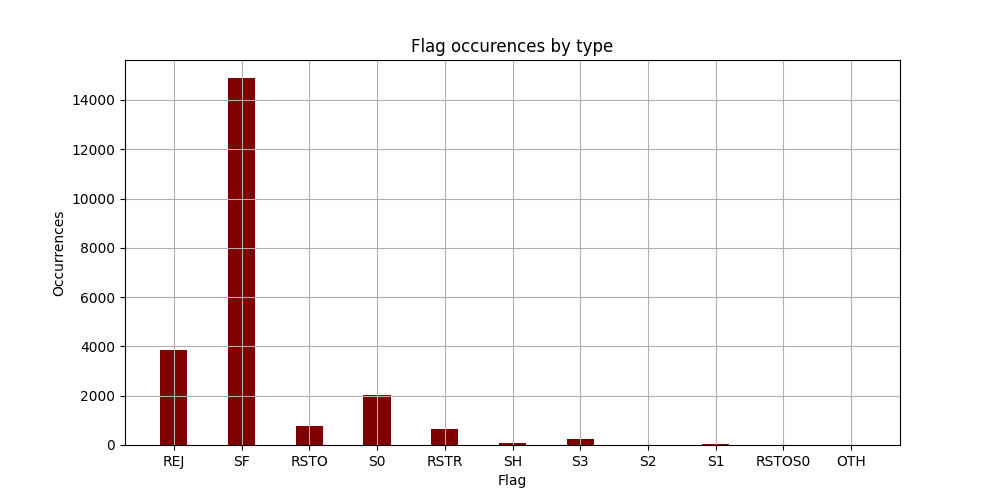 Flag occurences by type
14000
12000
10000
8000
6000
4000
2000
0
Occurrences
REJ SF RSTO S0 RSTR SH S3 S2 S1 RSTOS0 OTH
Flag